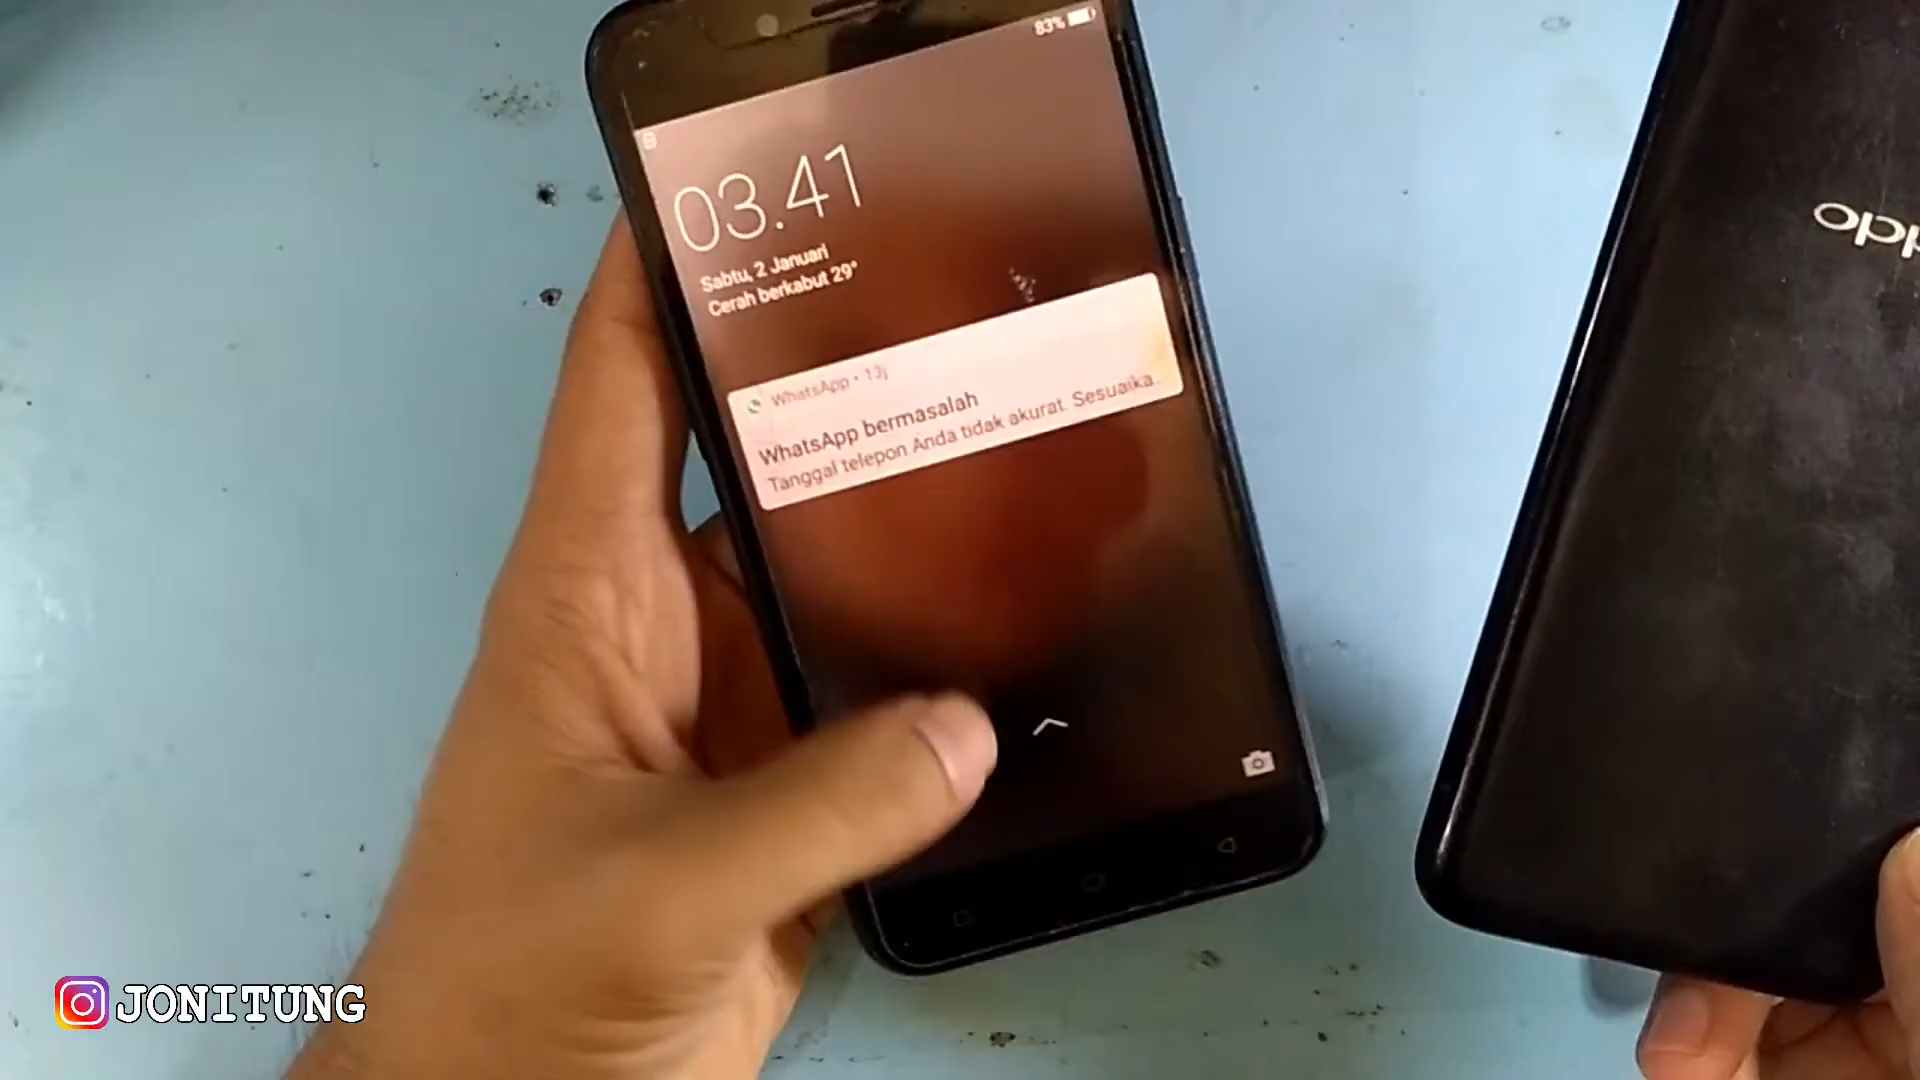 83%
03.41
Sabtu, 2 Januari
Cerah berkabut 29°
WhatsApp • 13j
WhatsApp bermasalah
Tanggal telepon Anda tidak akurat. Sesuaika..
oppo
JONITUNG